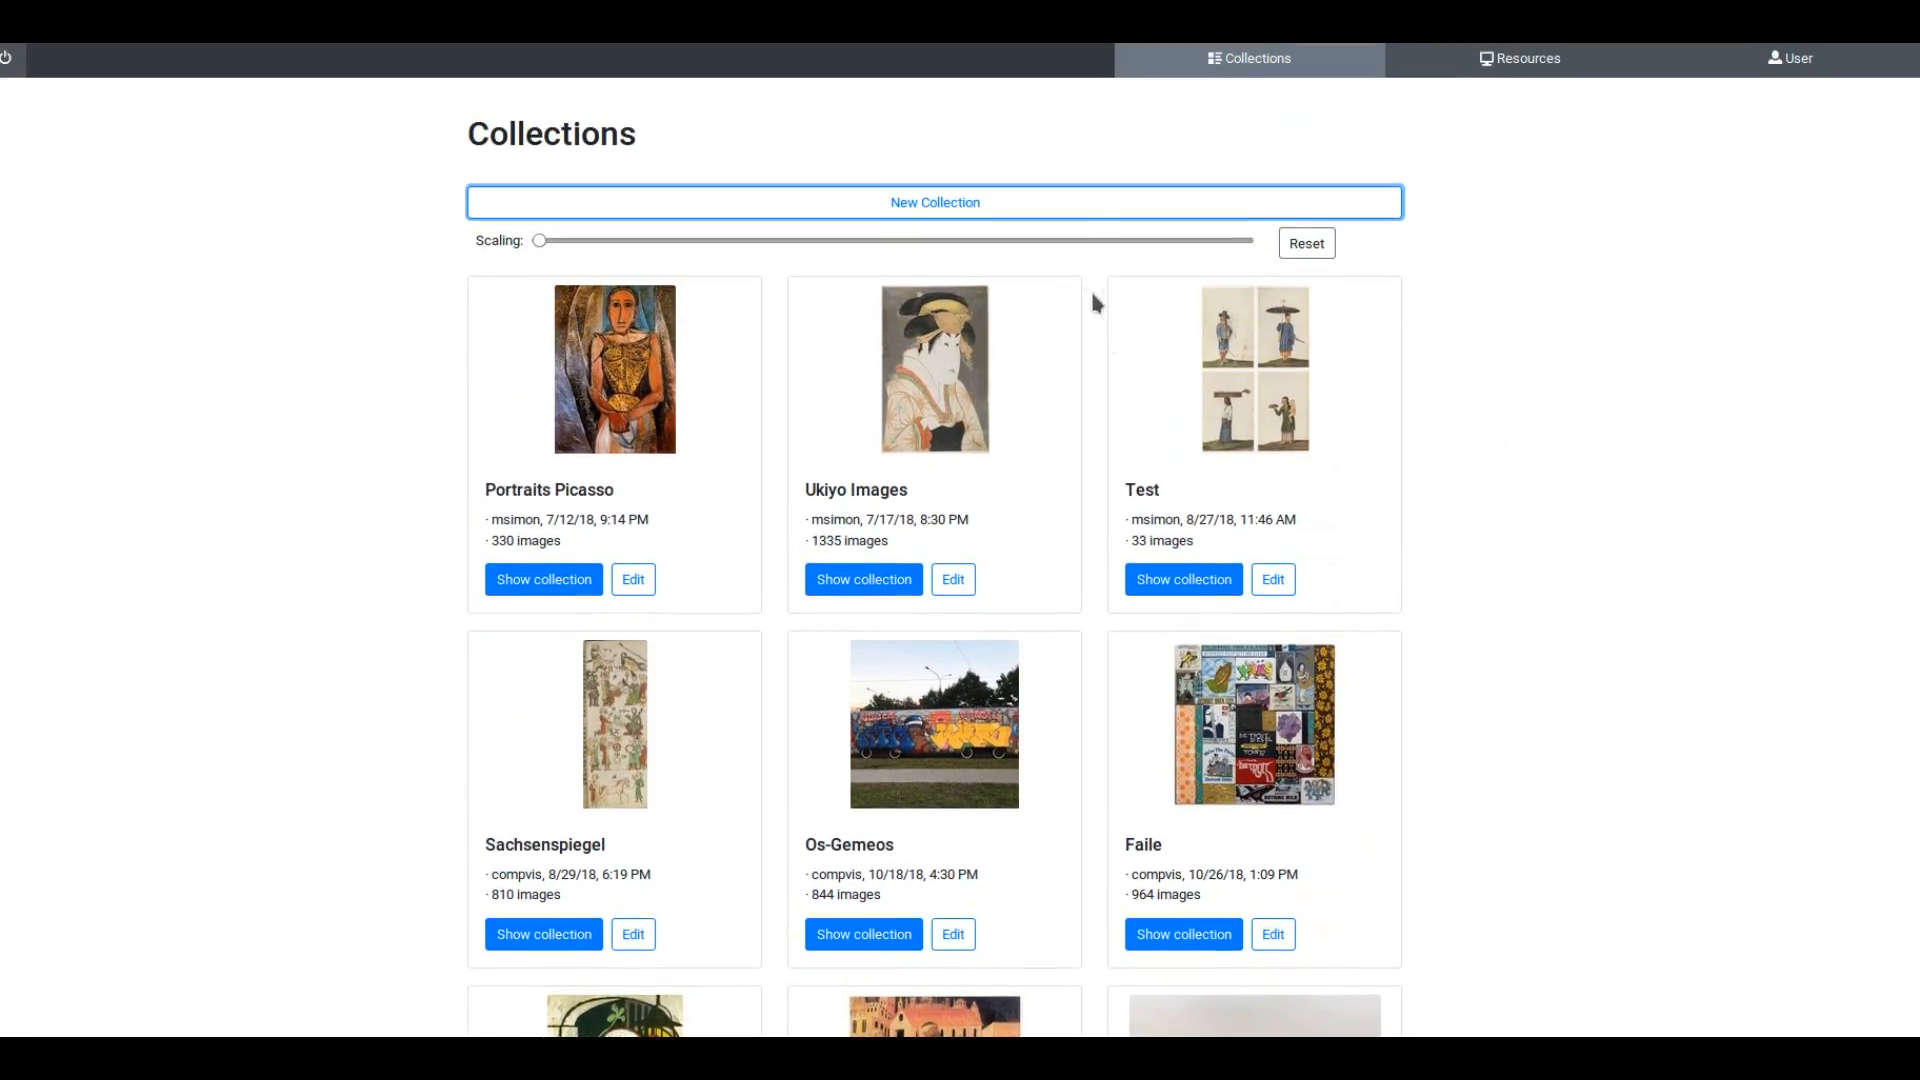 Collections Resources User
Collections
New Collection
Scaling: Reset
Portraits Picasso
· msimon, 7/12/18, 9:14 PM
· 330 images
Show collection Edit
Ukiyo Images
· msimon, 7/17/18, 8:30 PM
· 1335 images
Show collection Edit
Test
· msimon, 8/27/18, 11:46 AM
· 33 images
Show collection Edit
Sachsenspiegel
· compvis, 8/29/18, 6:19 PM
· 810 images
Show collection Edit
Os-Gemeos
· compvis, 10/18/18, 4:30 PM
· 844 images
Show collection Edit
Faile
· compvis, 10/26/18, 1:09 PM
· 964 images
Show collection Edit